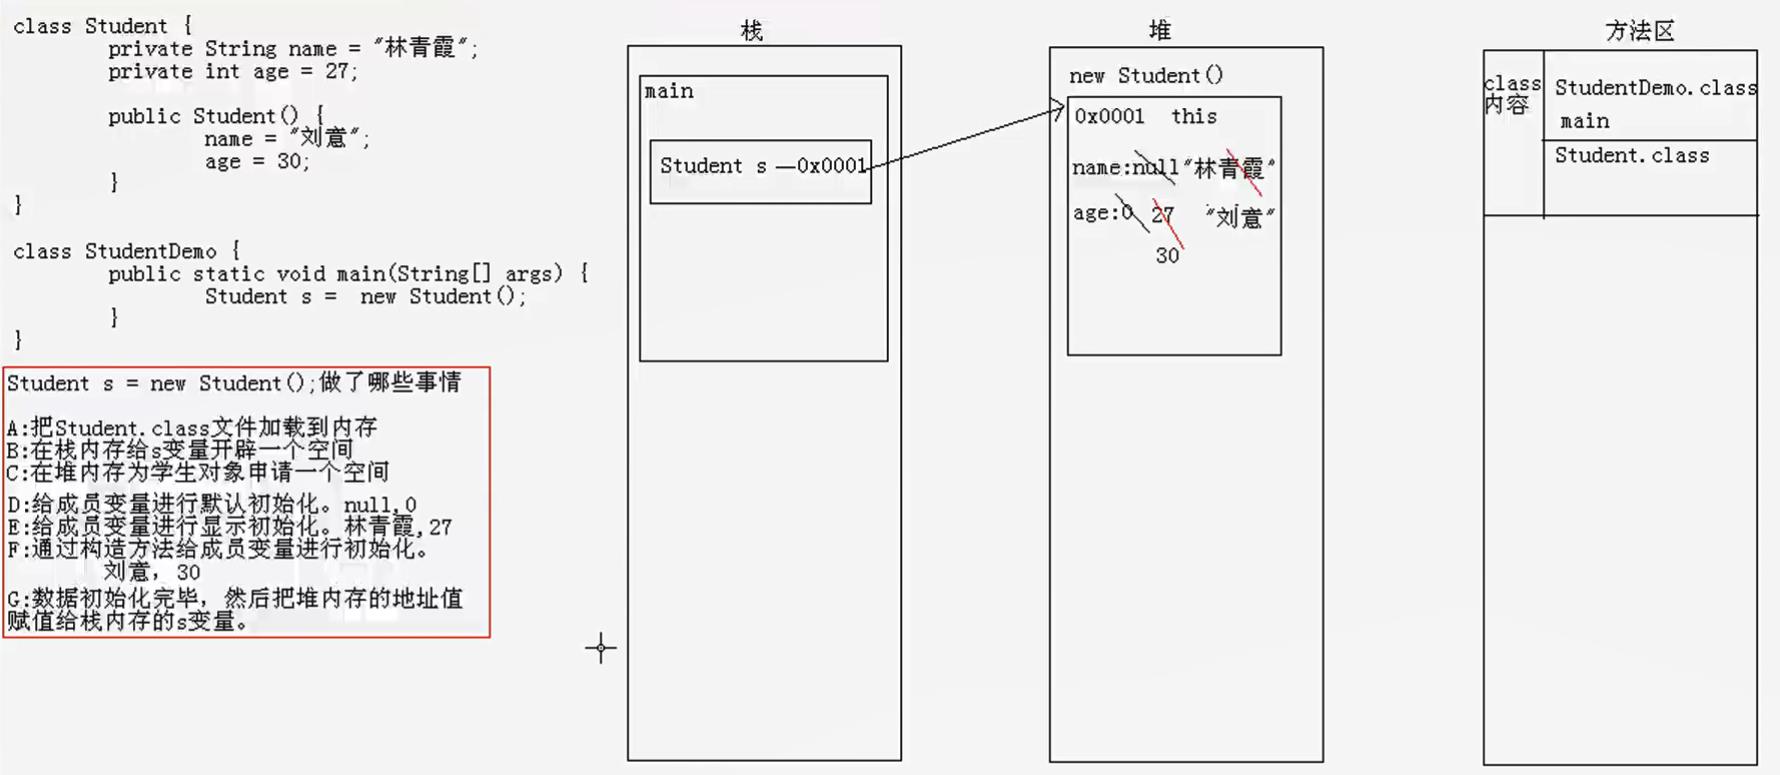 class Student {
private String name = "林青霞";
private int age = 27;
public Student() {
name = "刘意";
age = 30;
}
}
class StudentDemo {
public static void main(String[] args) {
Student s = new Student();
}
}
Student s = new Student();做了哪些事情
A:把Student.class文件加载到内存
B:在栈内存给s变量开辟一个空间
C:在堆内存为学生对象申请一个空间
D:给成员变量进行默认初始化。null,0
E:给成员变量进行显示初始化。林青霞,27
F:通过构造方法给成员变量进行初始化。
刘意，30
G:数据初始化完毕，然后把堆内存的地址值
赋值给栈内存的s变量。
栈
main
Student s —0x0001
堆
new Student()
0x0001 this
name:null"林青霞"
age:0 27 "刘意"
30
方法区
class
内容
StudentDemo.class
main
Student.class